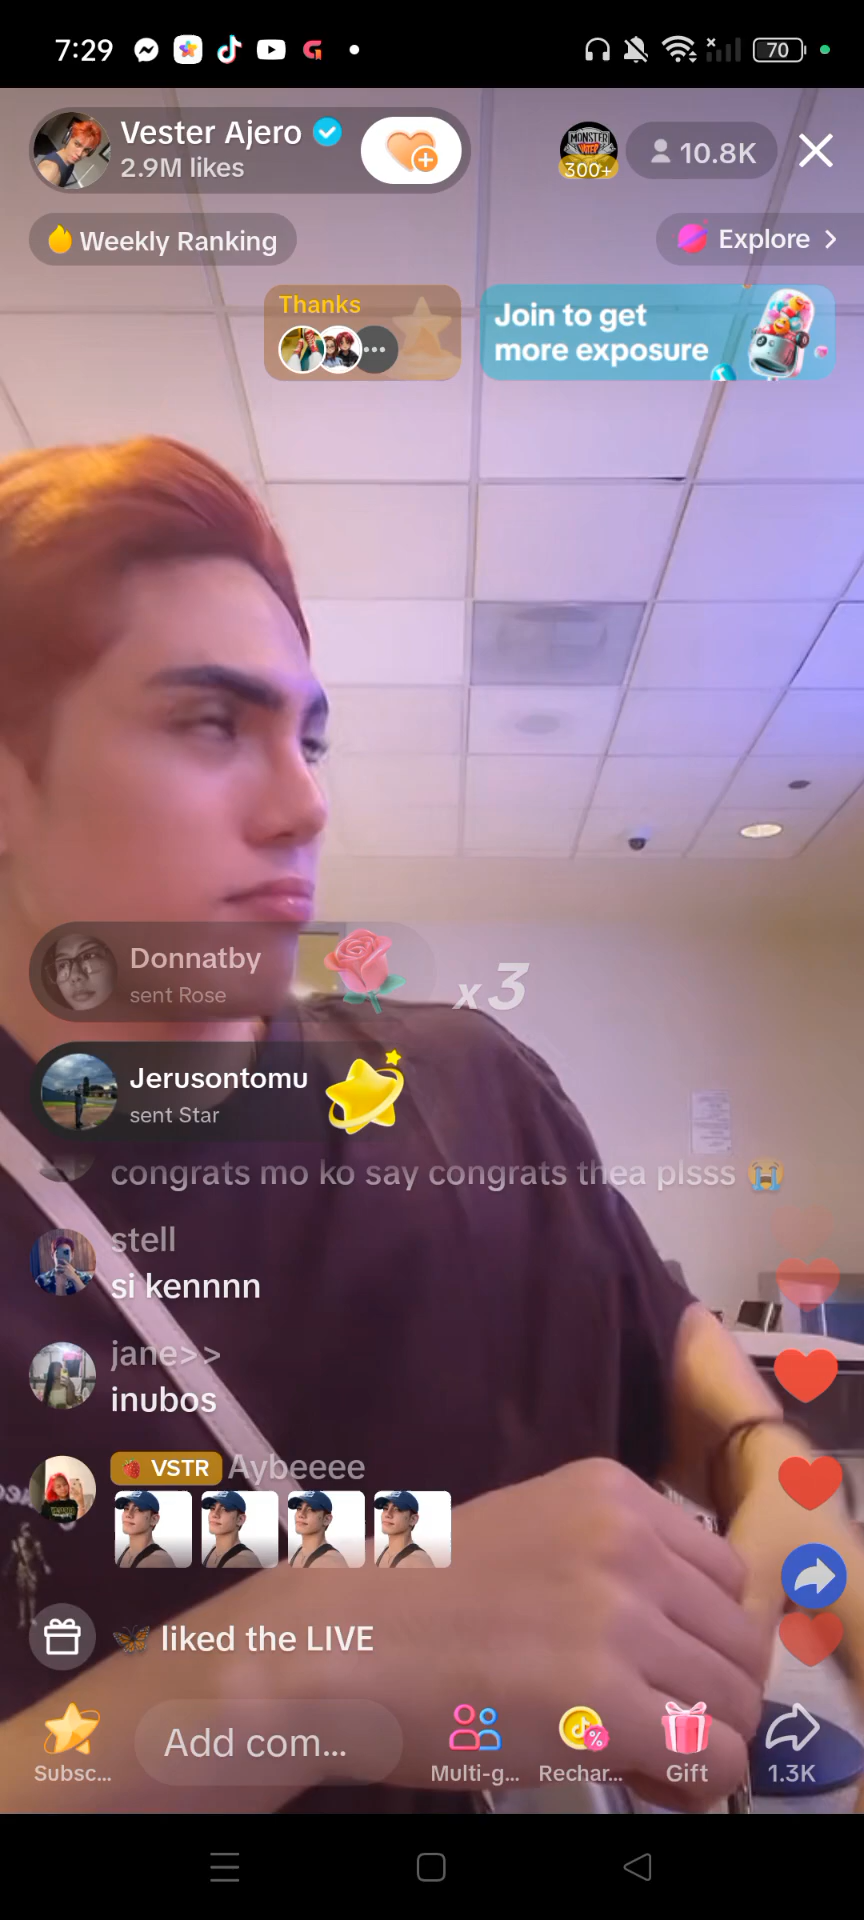 7:29
70
Vester Ajero
2.9M likes
MONSTER
300+
10.8K
Weekly Ranking
Explore
Thanks
Join to get
more exposure
Donnatby
sent Rose
x3
Jerusontomu
sent Star
congrats mo ko say congrats thea plsss 😭
stell
si kennnn
jane>>
inubos
VSTR Aybeeee
🦋 liked the LIVE
Subsc...
Add com...
Multi-g...
Rechar...
Gift
1.3K